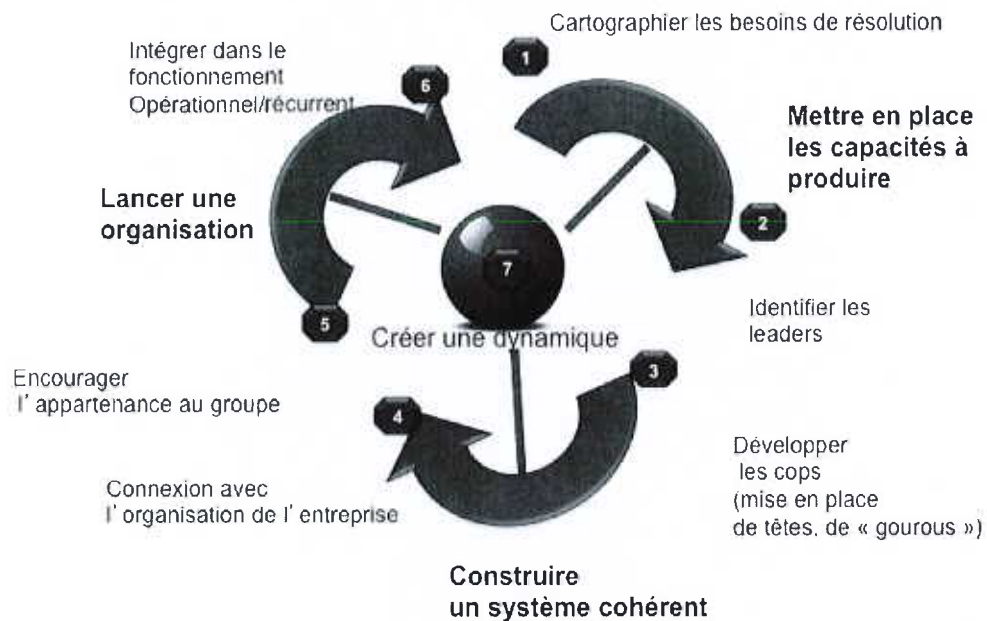 1
Cartographier les besoins de résolution
Mettre en place
les capacités à
produire
2
Identifier les
leaders
3
Développer
les cops
(mise en place
de têtes, de « gourous »)
Construire
un système cohérent
4
Connexion avec
l' organisation de l' entreprise
5
Encourager
l' appartenance au groupe
Lancer une
organisation
6
Intégrer dans le
fonctionnement
Opérationnel/récurrent
7
Créer une dynamique